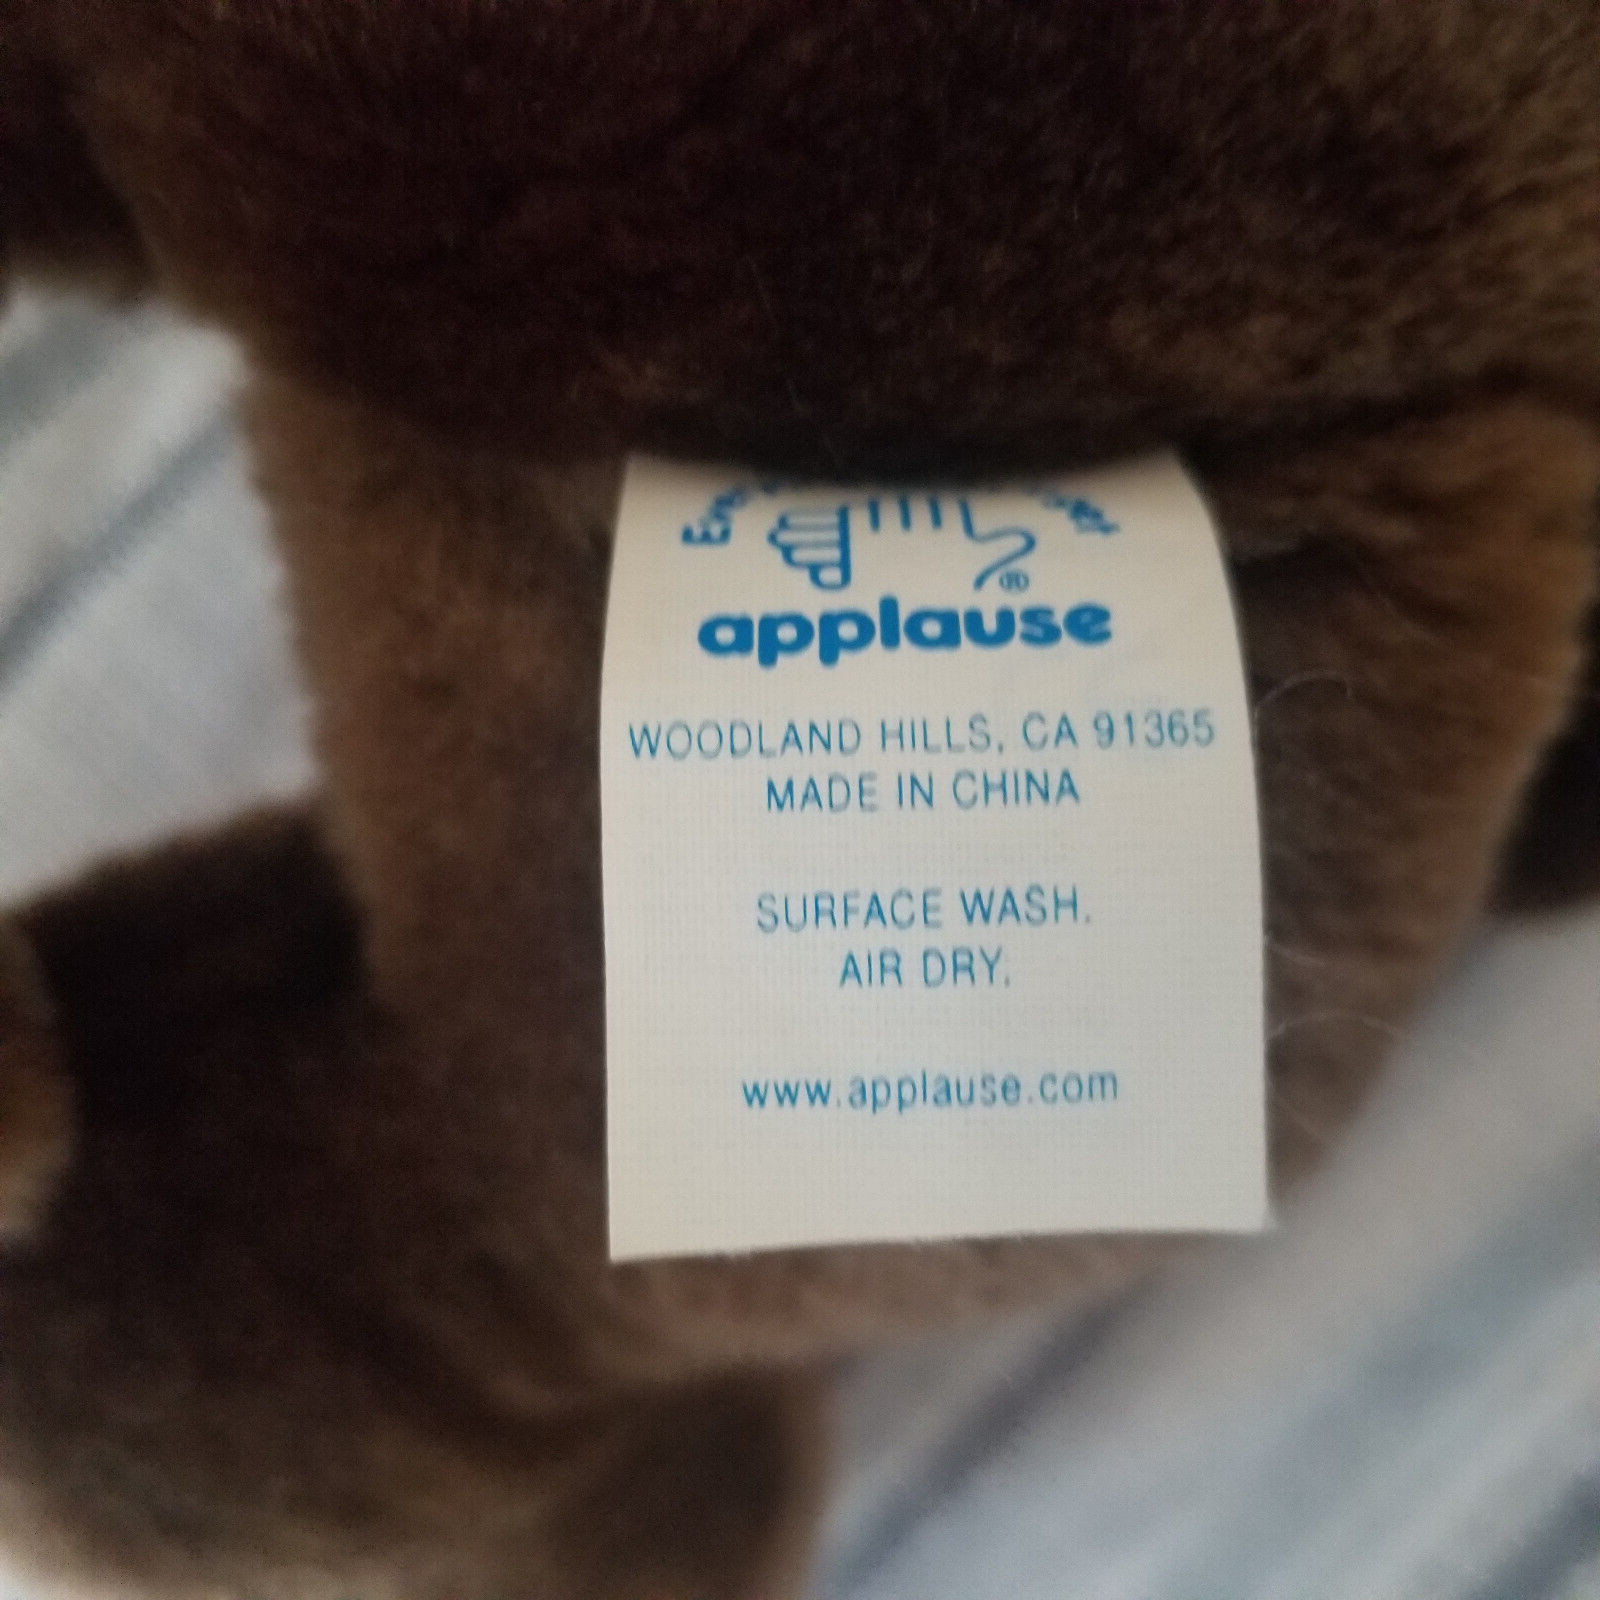 ®
applause
WOODLAND HILLS, CA 91365
MADE IN CHINA
SURFACE WASH.
AIR DRY.
www.applause.com